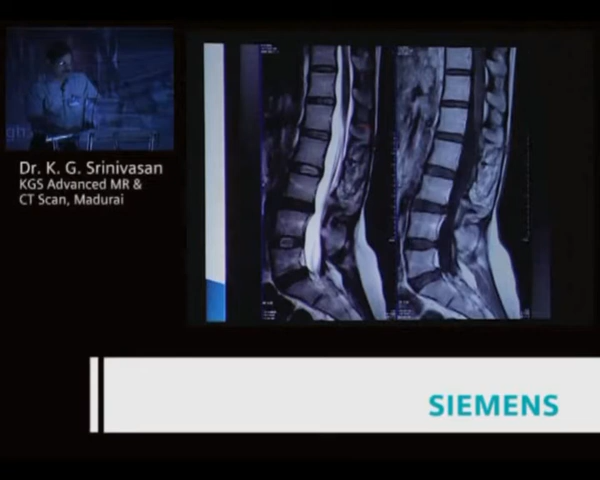 Dr. K. G. Srinivasan
KGS Advanced MR &
CT Scan, Madurai
SIEMENS